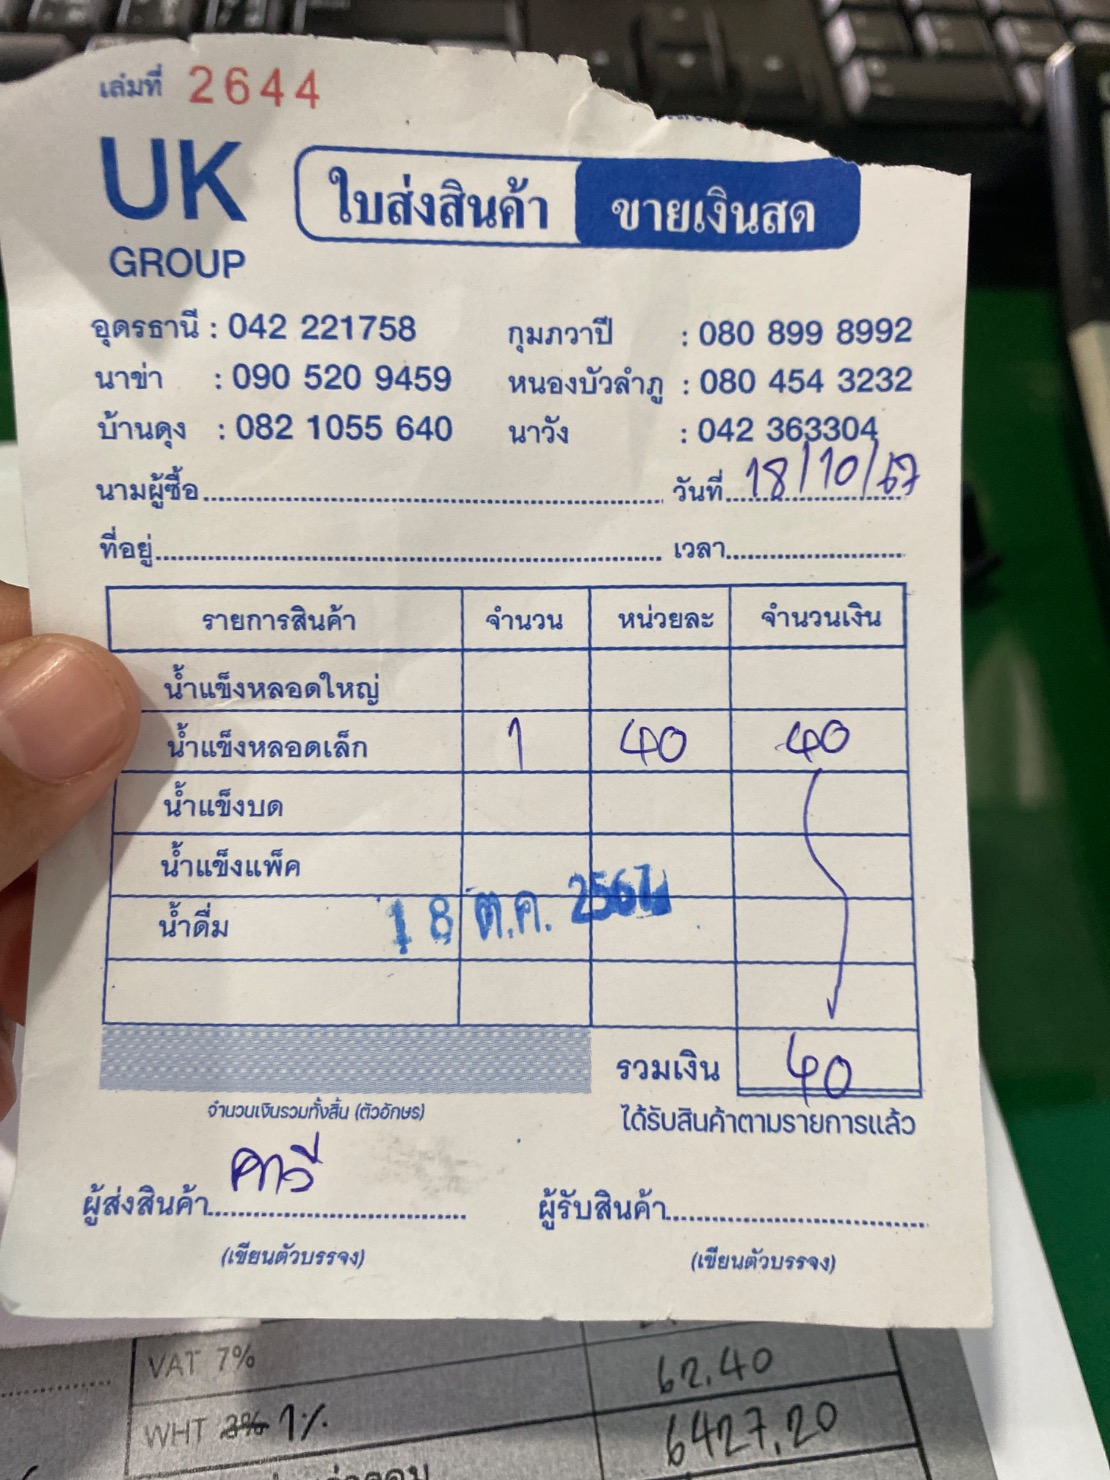 เล่มที่ 2644
UK
GROUP
ใบส่งสินค้า ขายเงินสด
อุดรธานี : 042 221758 กุมภวาปี : 080 899 8992
นาข่า : 090 520 9459 หนองบัวลำภู : 080 454 3232
บ้านดุง : 082 1055 640 นาวัง : 042 363304
นามผู้ซื้อ วันที่ 18/10/67
ที่อยู่ เวลา
รายการสินค้า จำนวน หน่วยละ จำนวนเงิน
น้ำแข็งหลอดใหญ่
น้ำแข็งหลอดเล็ก 1 40 40
น้ำแข็งบด
น้ำแข็งแพ็ค
น้ำดื่ม
18 ต.ค. 2567
รวมเงิน 40
จำนวนเงินรวมทั้งสิ้น (ตัวอักษร)
ได้รับสินค้าตามรายการแล้ว
ผู้ส่งสินค้า ผู้รับสินค้า
(เขียนตัวบรรจง) (เขียนตัวบรรจง)
VAT 7% 62.40
WHT 3% 1% 6427.20